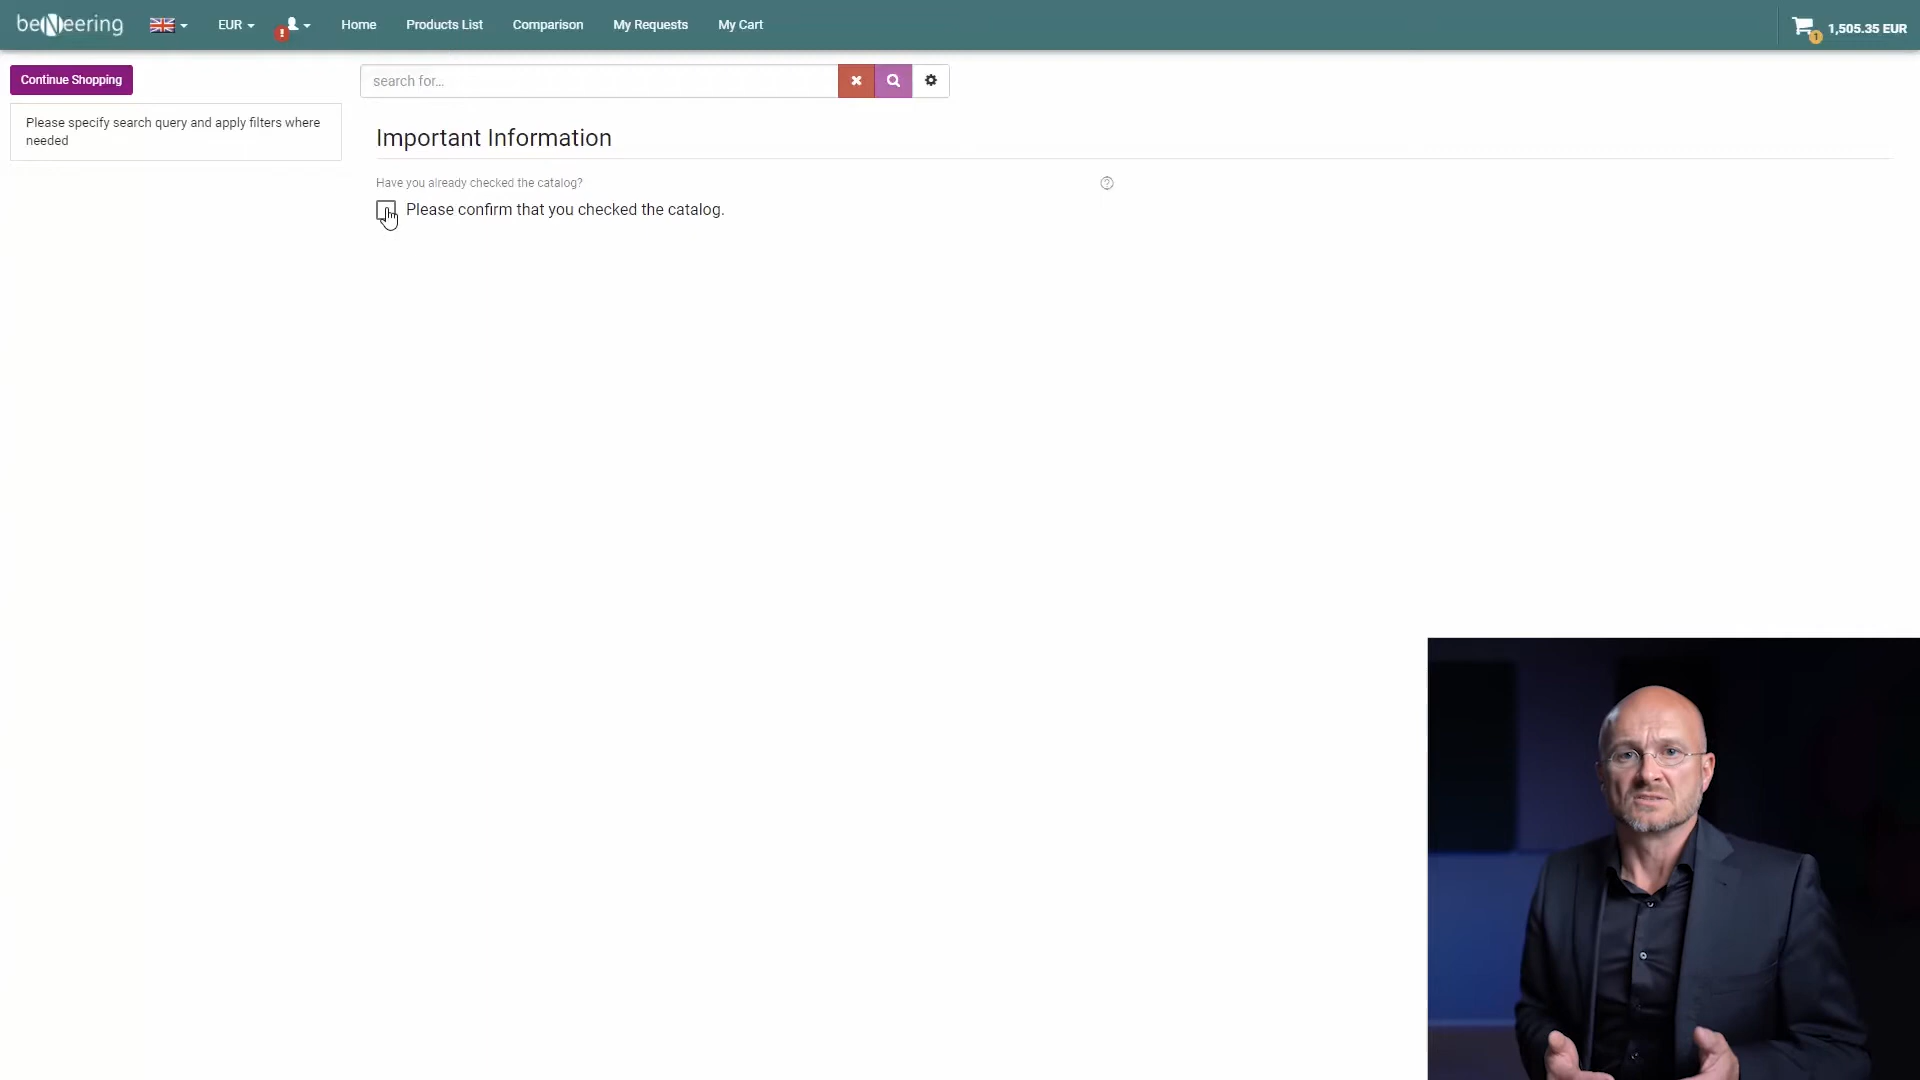 beNeering
EUR
Home
Products List
Comparison
My Requests
My Cart
1
1,505.35 EUR
Continue Shopping
search for...
Please specify search query and apply filters where
needed
Important Information
Have you already checked the catalog?
Please confirm that you checked the catalog.